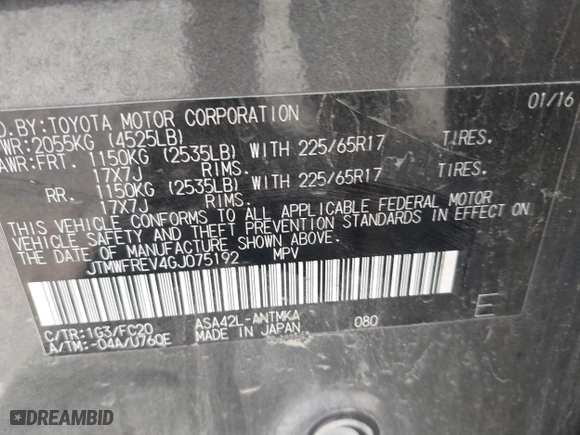 D.BY:TOYOTA MOTOR CORPORATION 01/16
WR:2055KG (4525LB)
AWR:FRT. 1150KG (2535LB) WITH 225/65R17 TIRES.
17X7J RIMS.
RR. 1150KG (2535LB) WITH 225/65R17 TIRES.
17X7J RIMS.
THIS VEHICLE CONFORMS TO ALL APPLICABLE FEDERAL MOTOR
VEHICLE SAFETY AND THEFT PREVENTION STANDARDS IN EFFECT ON
THE DATE OF MANUFACTURE SHOWN ABOVE.
JTMWFREV4GJ075192 MPV
C/TR:1G3/FC20 ASA42L-ANTMKA 080 E
A/TM:-04A/U760E MADE IN JAPAN
DREAMBID